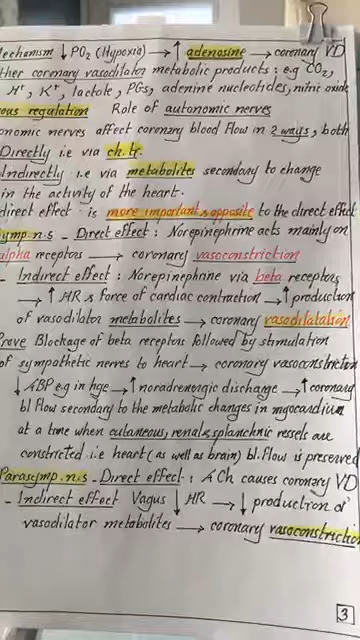 Mechanism ↓ PO2 (Hypoxia) → ↑ adenosine → coronary VD
ther coronary vasodilator metabolic products: e.g CO2,
H+, K+, lactate, PGs, adenine nucleotides, nitric oxide
ous regulation Role of autonomic nerves
onomic nerves affect coronary blood Flow in 2 ways, both
Directly i.e via ch.tr.
Indirectly i.e via metabolites secondary to change
in the activity of the heart.
direct effect is more important & opposite to the direct effect
Symp.n.s - Direct effect: Norepinephrine acts mainly on
alpha receptors → coronary vasoconstriction
- Indirect effect: Norepinephrine via beta receptors
→ ↑ HR & force of cardiac contraction → ↑ production
of vasodilator metabolites → coronary vasodilatation
Prove Blockage of beta receptors followed by stimulation
of sympathetic nerves to heart → coronary vasoconstriction
↓ ABP e.g in hge → ↑ noradrenergic discharge → ↑ coronary
bl Flow secondary to the metabolic changes in myocardium
at a time when cutaneous, renal & splanchnic vessels are
constricted i.e heart (as well as brain) bl. Flow is preserved
Parasymp.n.s - Direct effect: ACh causes coronary VD
- Indirect effect Vagus ↓ HR → ↓ production of
vasodilator metabolites → coronary vasoconstriction
3